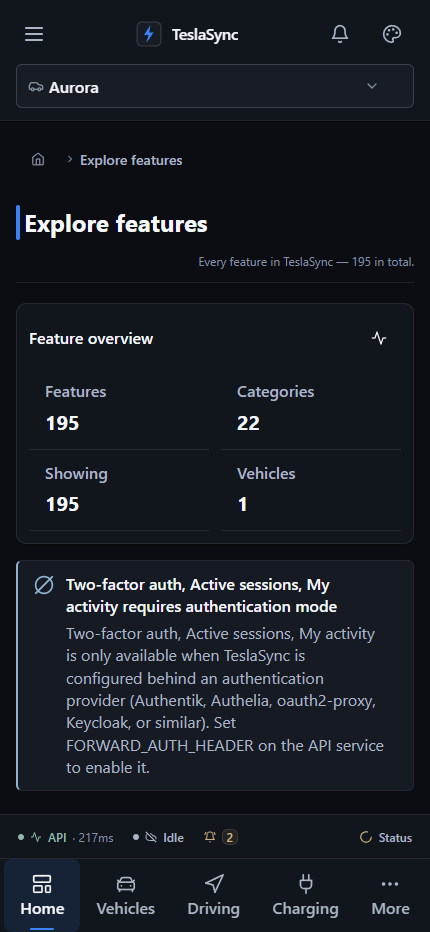 TeslaSync
Aurora
Explore features
Explore features
Every feature in TeslaSync — 195 in total.
Feature overview
Features
Categories
195
22
Showing
Vehicles
195
1
Two-factor auth, Active sessions, My
activity requires authentication mode
Two-factor auth, Active sessions, My activity
is only available when TeslaSync is
configured behind an authentication
provider (Authentik, Authelia, oauth2-proxy,
Keycloak, or similar). Set
FORWARD_AUTH_HEADER on the API service
to enable it.
API · 217ms Idle 2 Status
Home Vehicles Driving Charging More